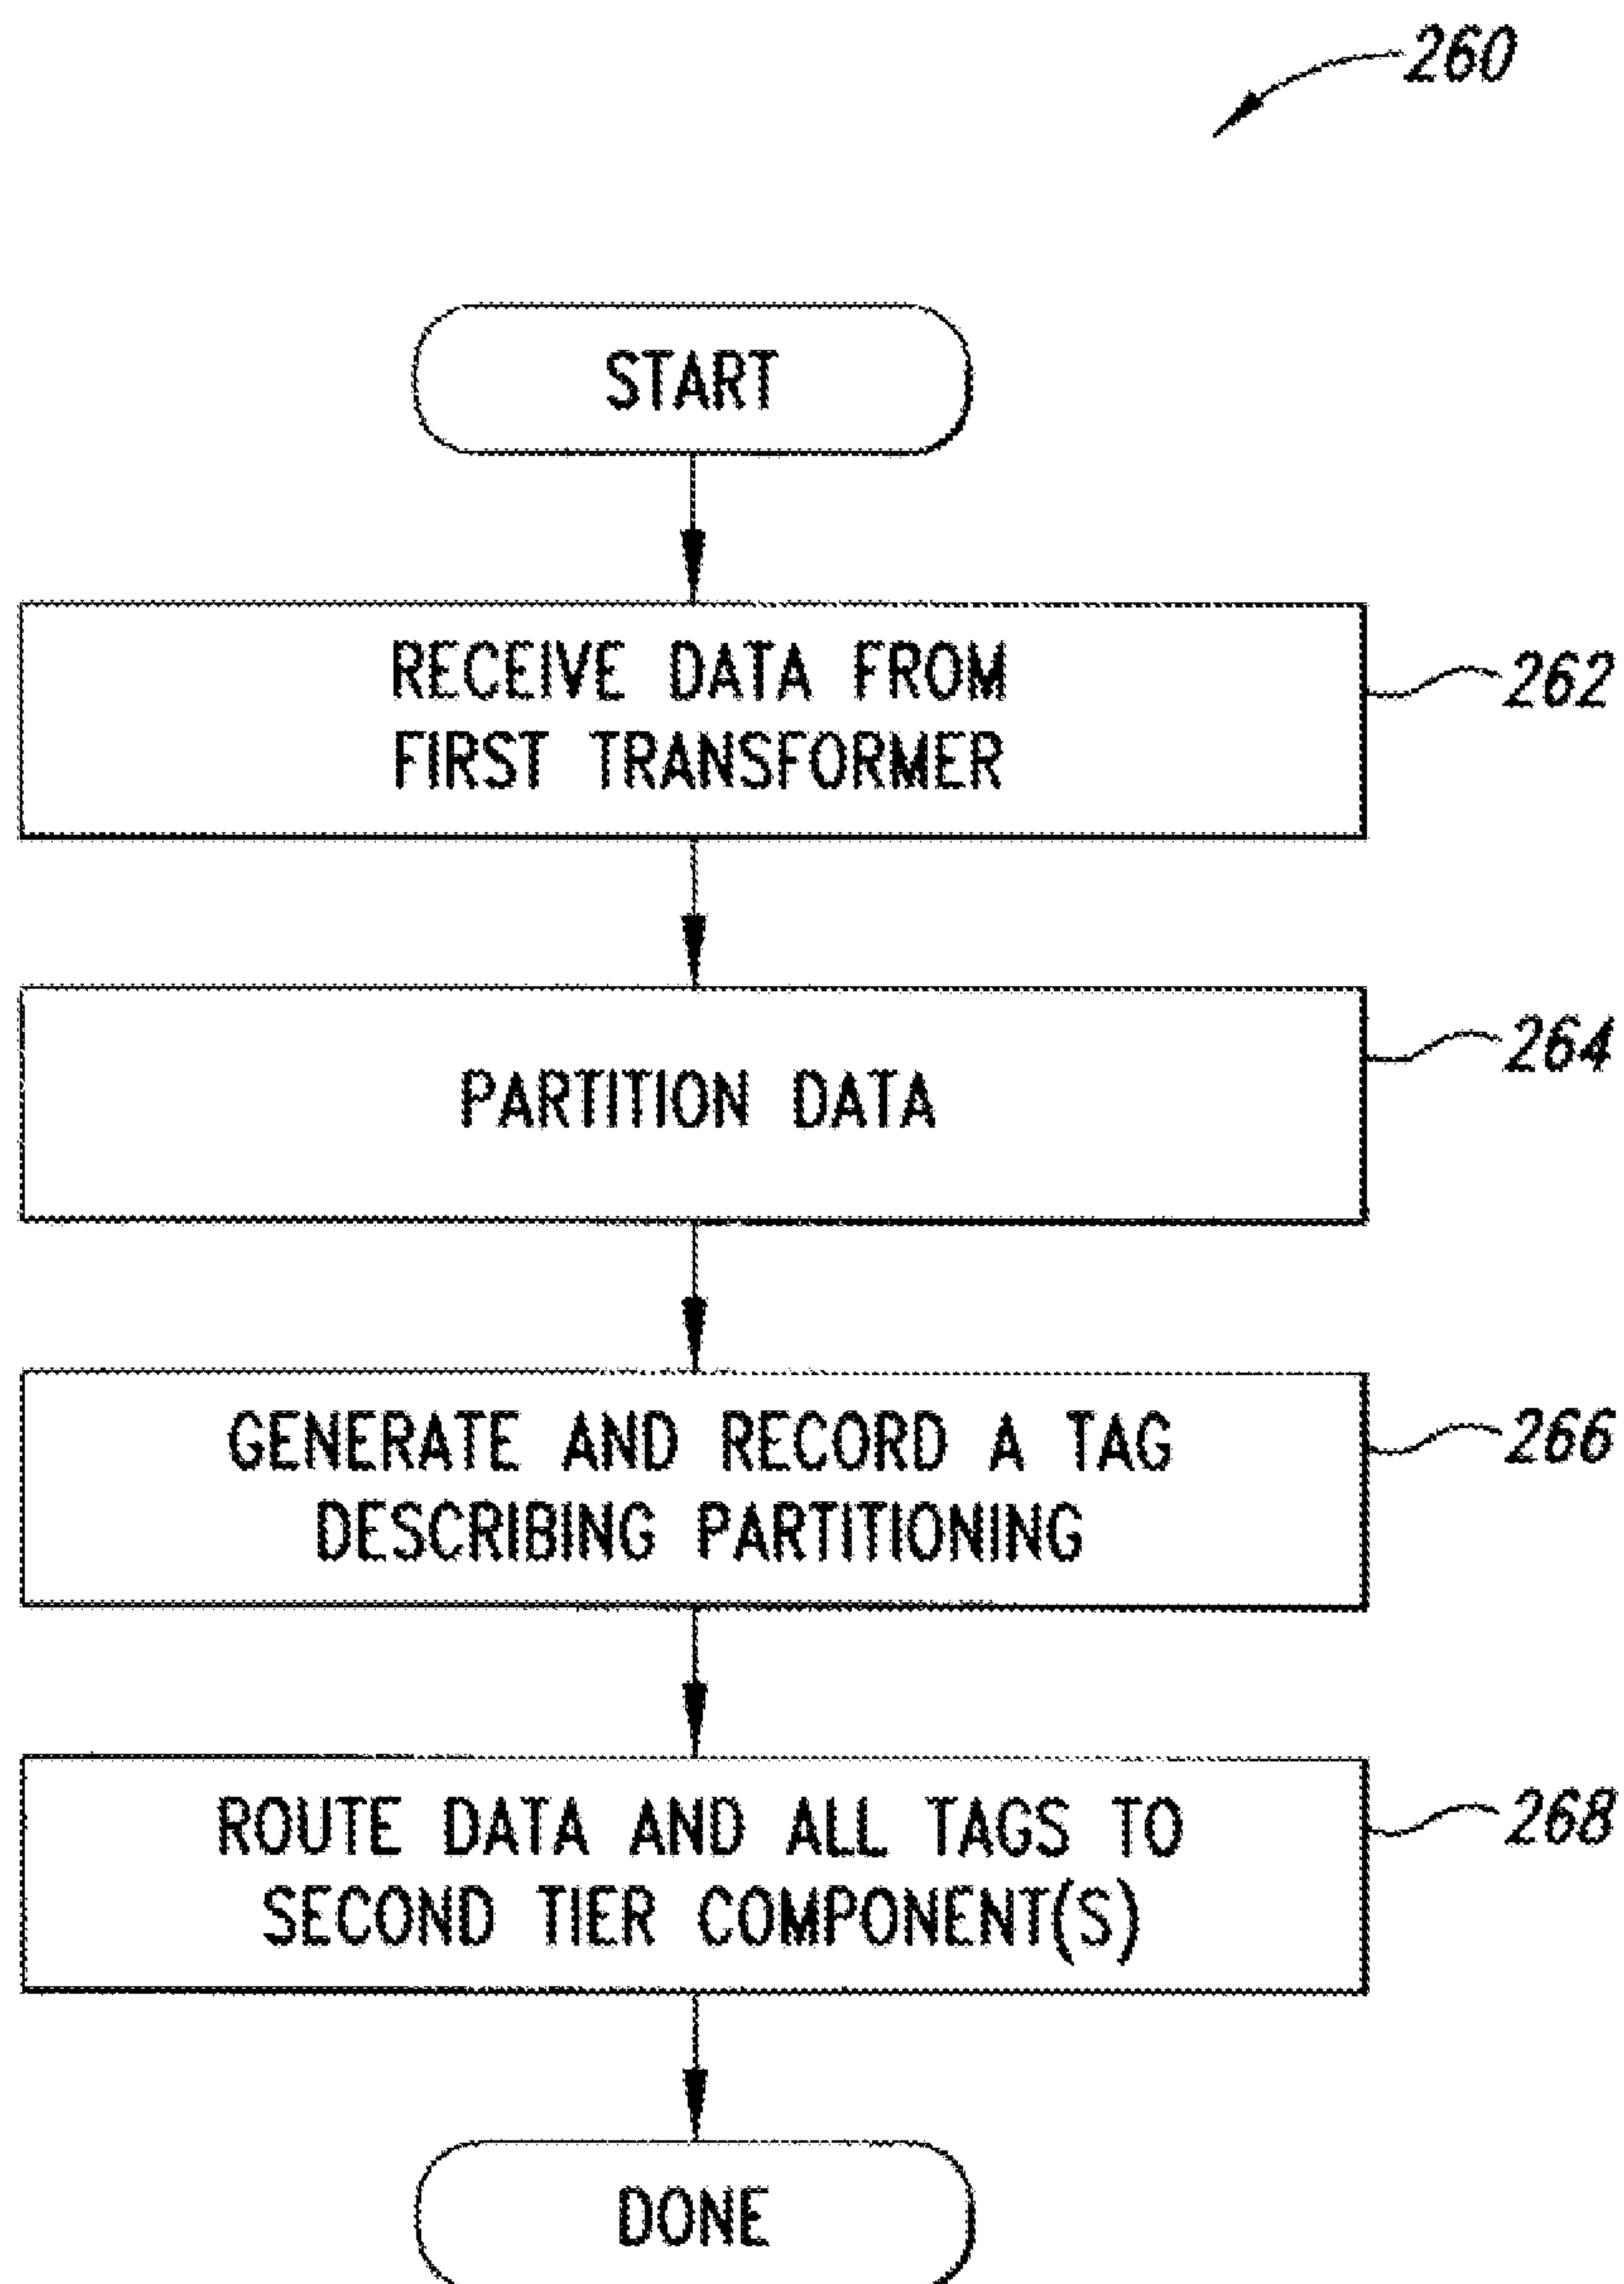 260
START
RECEIVE DATA FROM
FIRST TRANSFORMER
262
PARTITION DATA
264
GENERATE AND RECORD A TAG
DESCRIBING PARTITIONING
266
ROUTE DATA AND ALL TAGS TO
SECOND TIER COMPONENT(S)
268
DONE